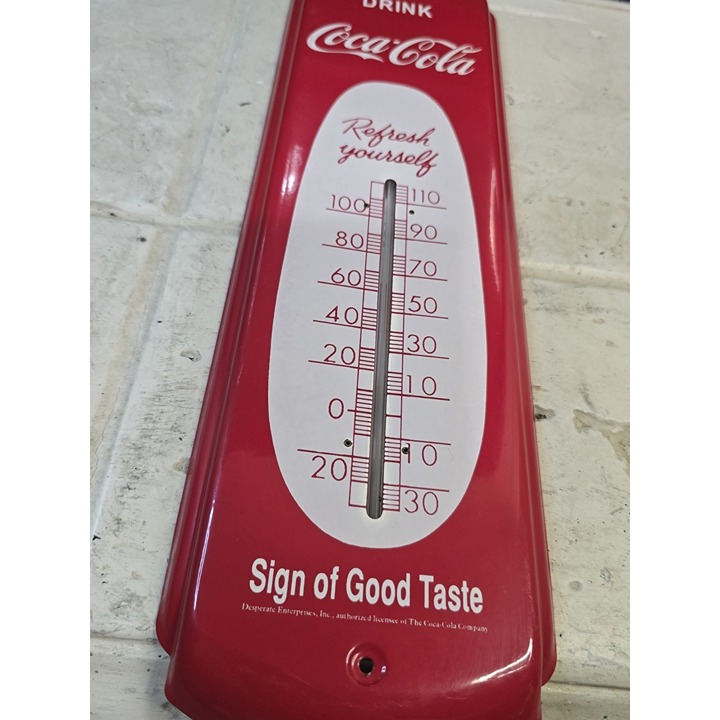 DRINK
Coca-Cola
Refresh
yourself
110
100
90
80
70
60
50
40
30
20
10
0
10
20
30
Sign of Good Taste
Desperate Enterprises, Inc., authorized licensee of The Coca-Cola Company